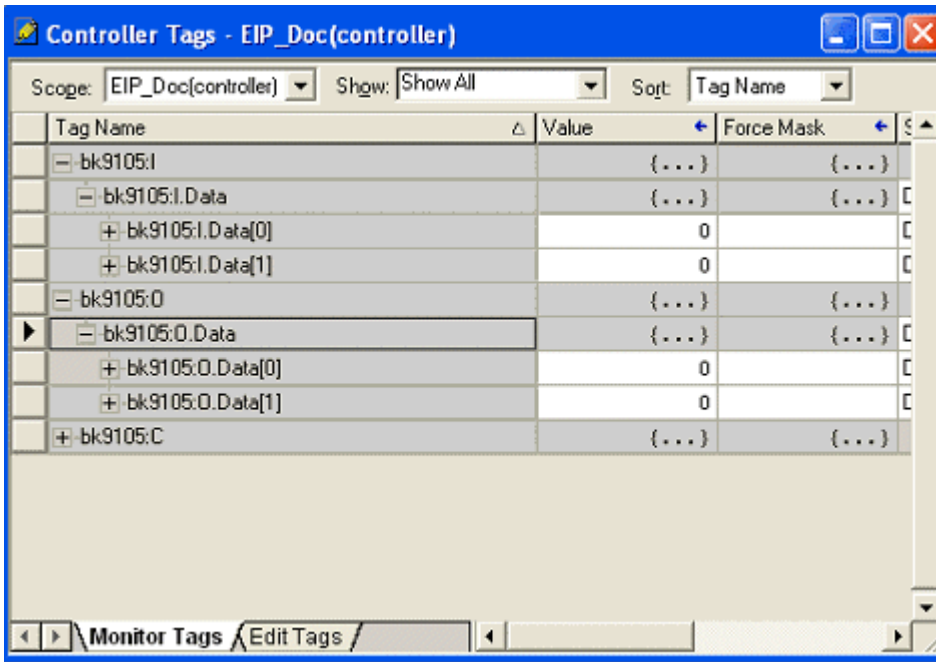 Controller Tags - EIP_Doc(controller)
Scope: EIP_Doc(controller) Show: Show All Sort: Tag Name
Tag Name Value Force Mask S
bk9105:I {...} {...}
bk9105:I.Data {...} {...}
bk9105:I.Data[0] 0
bk9105:I.Data[1] 0
bk9105:O {...} {...}
bk9105:O.Data {...} {...}
bk9105:O.Data[0] 0
bk9105:O.Data[1] 0
bk9105:C {...} {...}
Monitor Tags Edit Tags